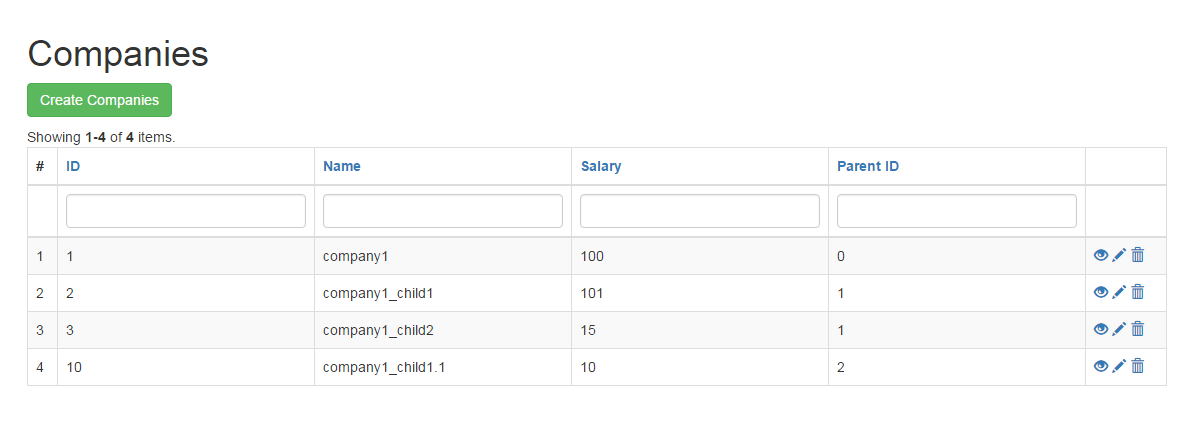 Companies
Create Companies
Showing 1-4 of 4 items.
# ID Name Salary Parent ID
1 1 company1 100 0
2 2 company1_child1 101 1
3 3 company1_child2 15 1
4 10 company1_child1.1 10 2